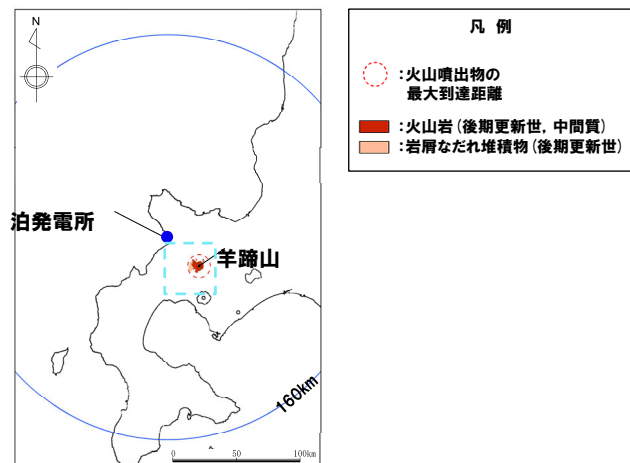 N
泊発電所
羊蹄山
160km
0 50 100km
凡 例
:火山噴出物の
最大到達距離
:火山岩(後期更新世, 中間質)
:岩屑なだれ堆積物(後期更新世)